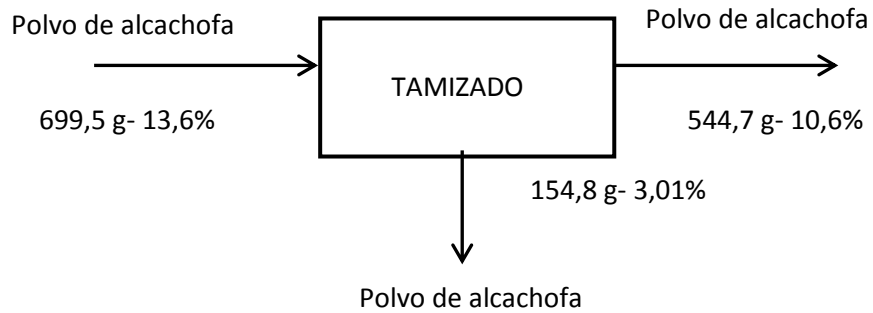 Polvo de alcachofa
Polvo de alcachofa
TAMIZADO
699,5 g- 13,6%
544,7 g- 10,6%
154,8 g- 3,01%
Polvo de alcachofa